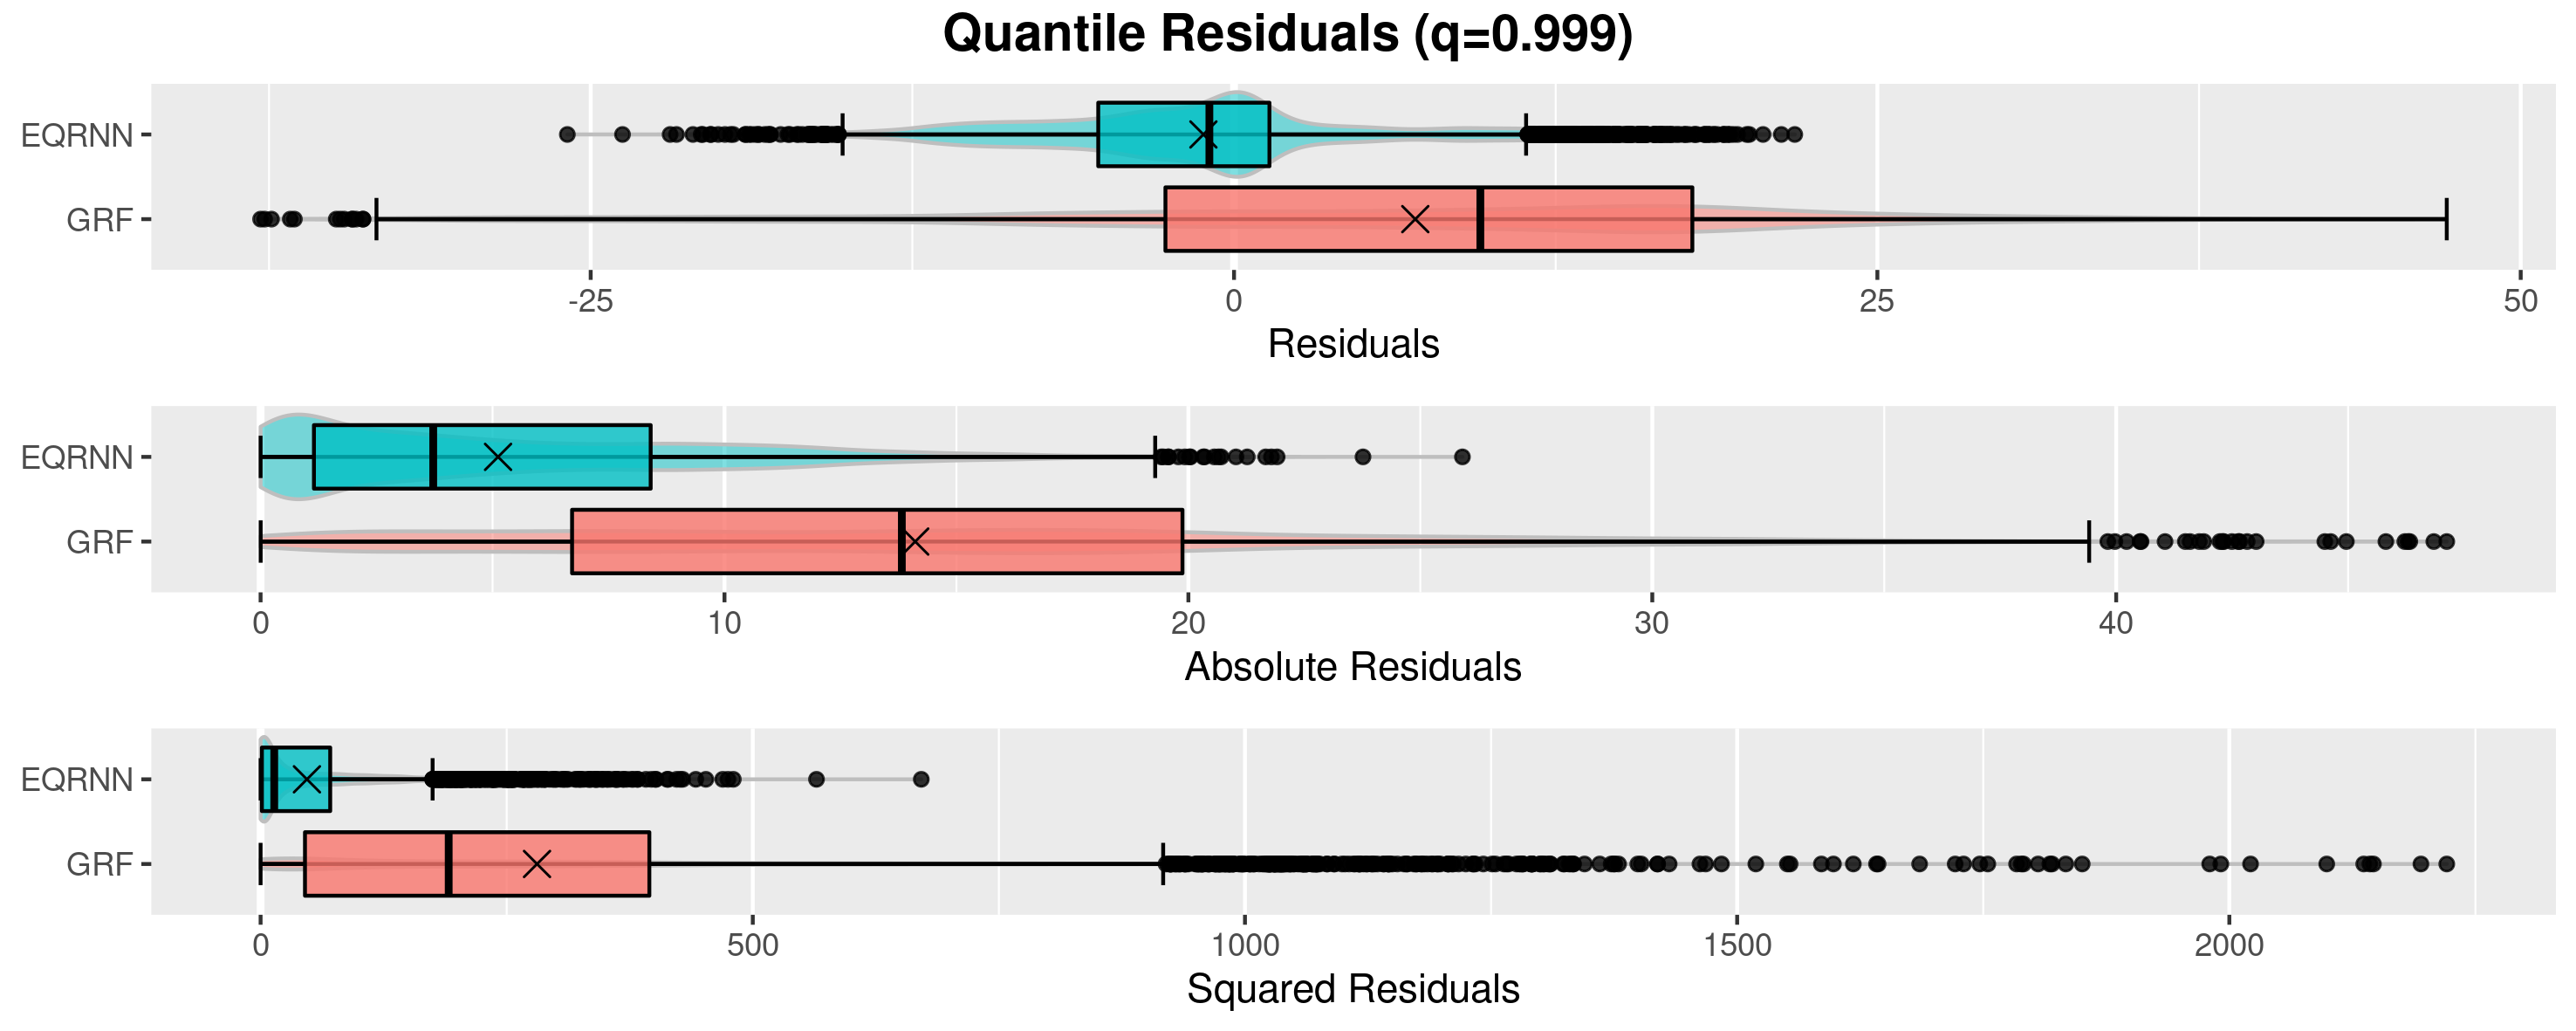 Quantile Residuals (q=0.999)
EQRNN
GRF
-25 0 25 50
Residuals
EQRNN
GRF
0 10 20 30 40
Absolute Residuals
EQRNN
GRF
0 500 1000 1500 2000
Squared Residuals